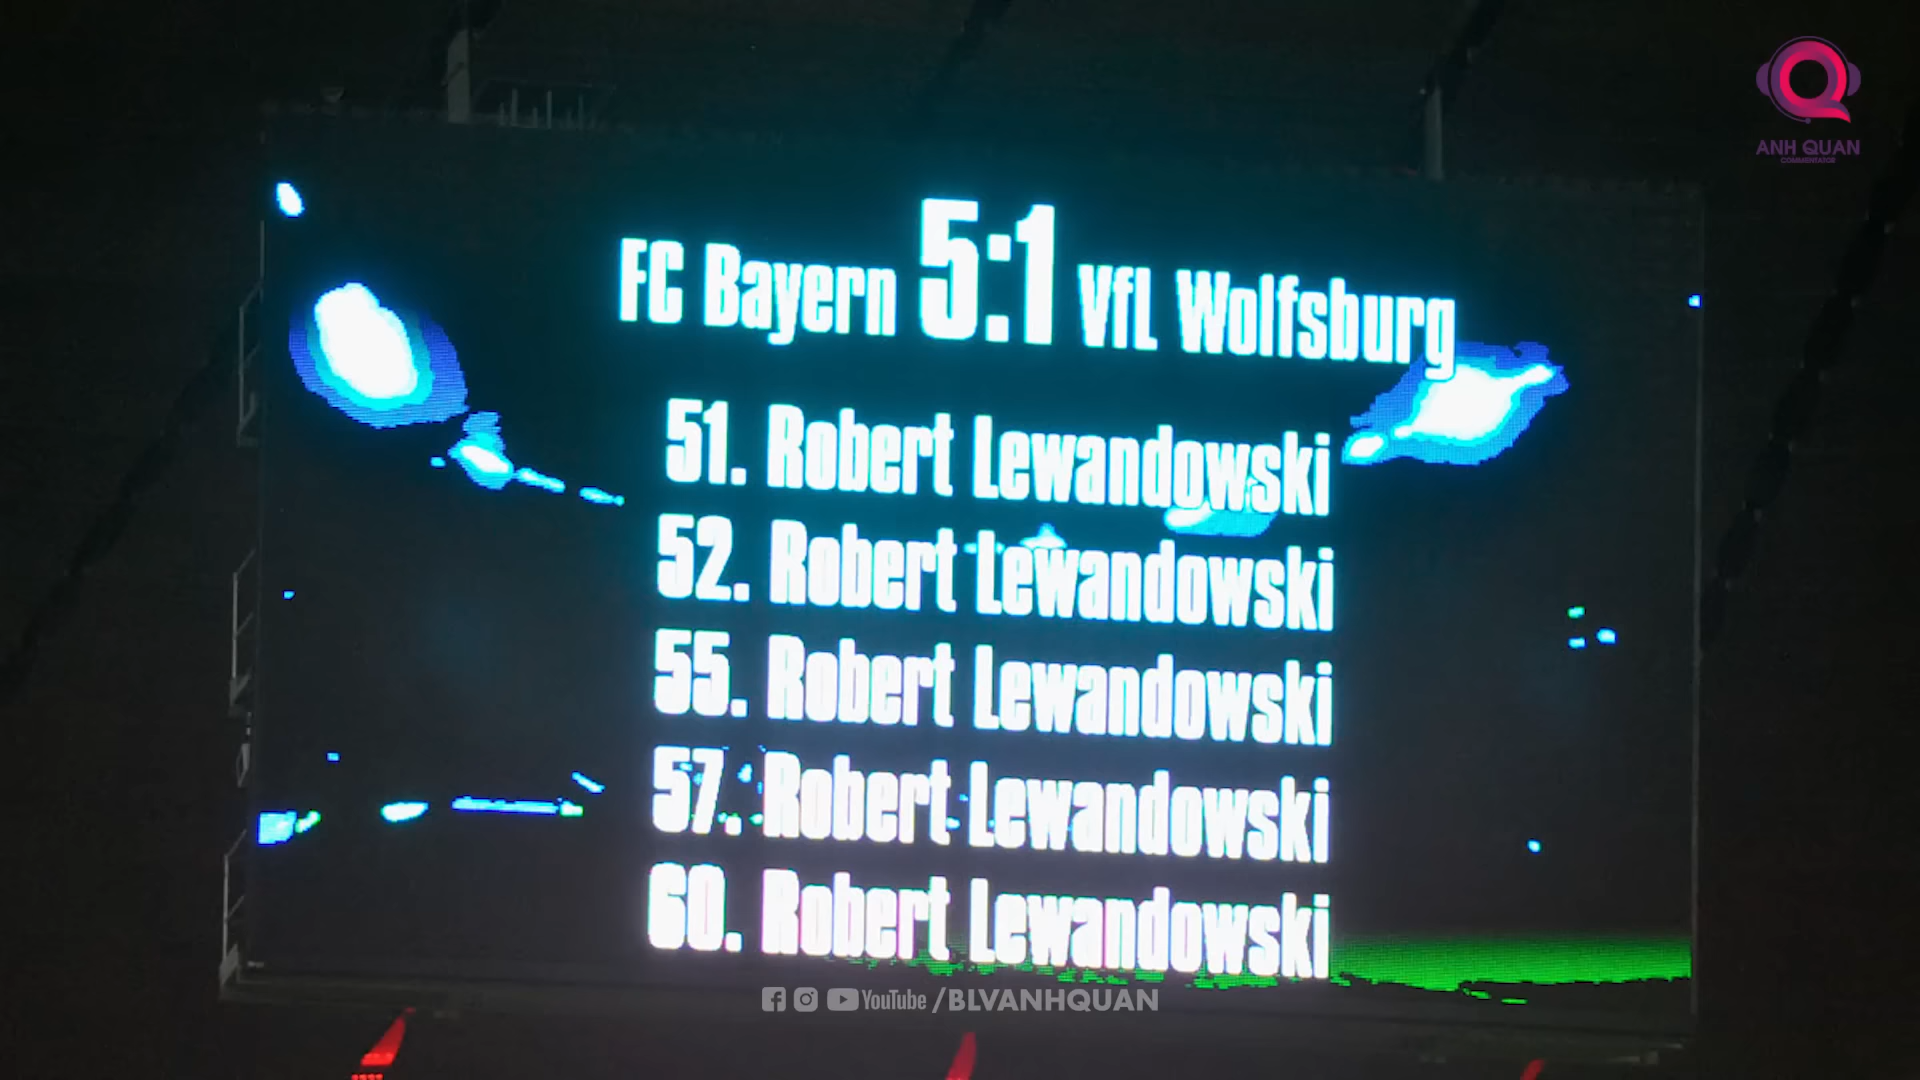 ANH QUAN
COMMENTATOR
FC Bayern 5:1 VfL Wolfsburg
51. Robert Lewandowski
52. Robert Lewandowski
55. Robert Lewandowski
57. Robert Lewandowski
60. Robert Lewandowski
YouTube /BLVANHQUAN